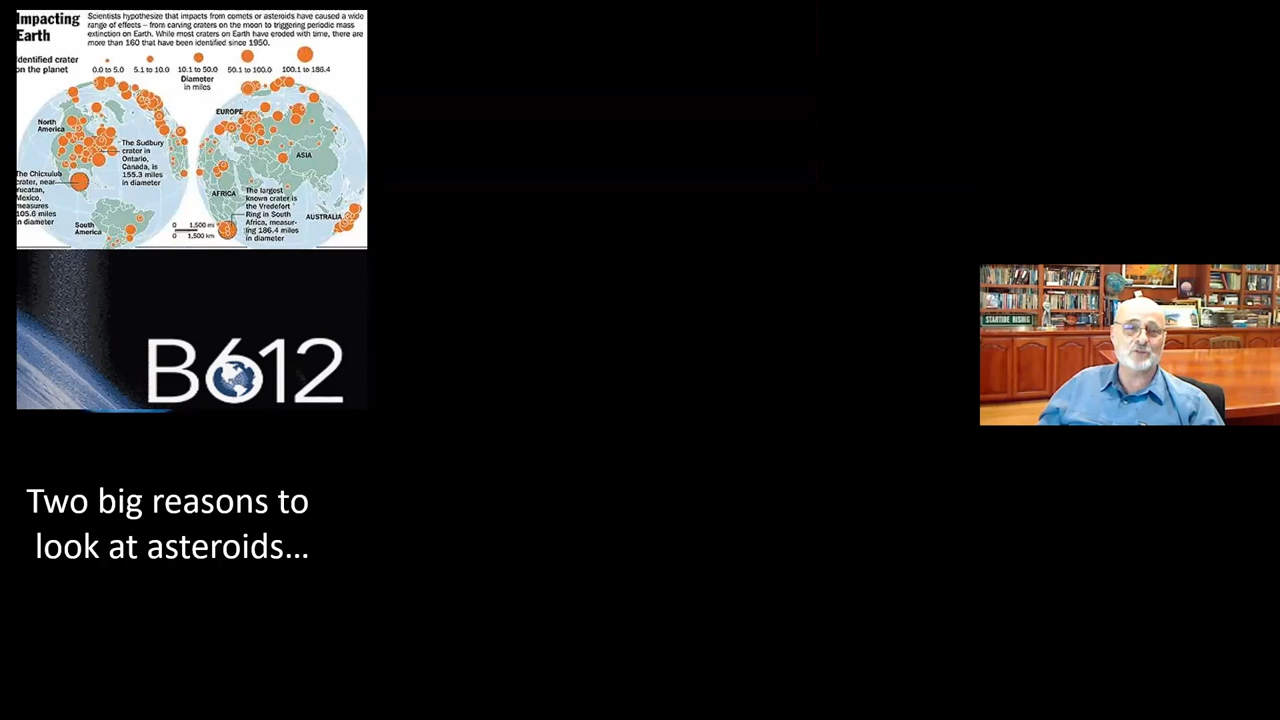 Impacting
Earth
Scientists hypothesize that impacts from comets or asteroids have caused a wide
range of effects – from carving craters on the moon to triggering periodic mass
extinction on Earth. While most craters on Earth have eroded with time, there are
more than 160 that have been identified since 1950.
Identified crater
on the planet
0.0 to 5.0 5.1 to 10.0 10.1 to 50.0 50.1 to 100.0 100.1 to 186.4
Diameter
in miles
North
America
The Sudbury
crater in
Ontario,
Canada, is
155.3 miles
in diameter
The Chicxulub
crater, near
Yucatan,
Mexico,
measures
105.6 miles
in diameter
South
America
0 1,500 mi
0 1,500 km
EUROPE
ASIA
AFRICA
The largest
known crater is
the Vredefort
Ring in South
Africa, measur-
ing 186.4 miles
in diameter
AUSTRALIA
B612
STARTIDE RISING
Two big reasons to
look at asteroids…